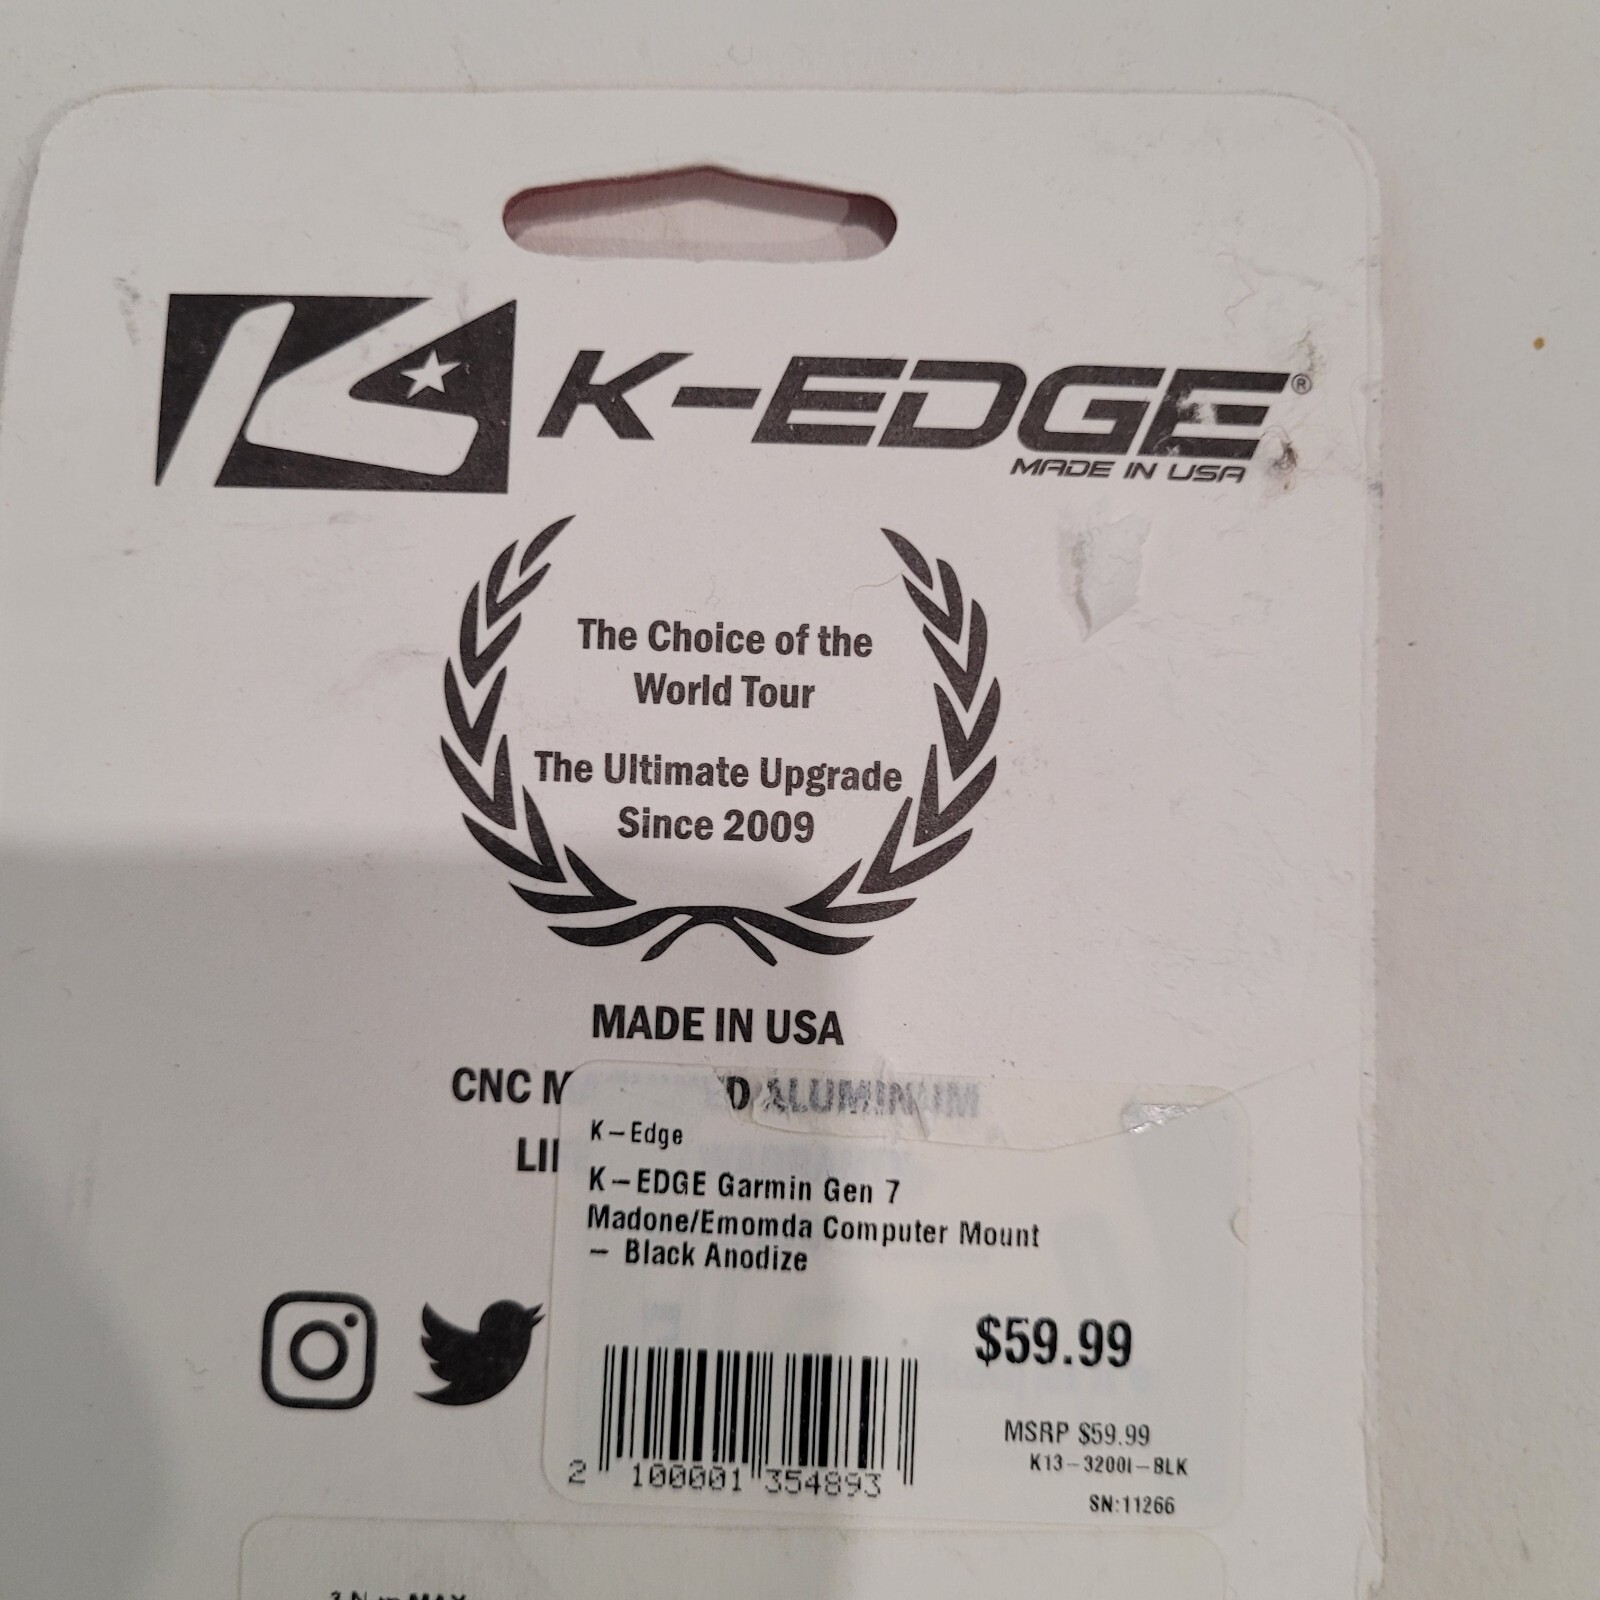 K-EDGE®
MADE IN USA
The Choice of the
World Tour
The Ultimate Upgrade
Since 2009
MADE IN USA
CNC M D ALUMINUM
LI
K-Edge
K-EDGE Garmin Gen 7
Madone/Emomda Computer Mount
- Black Anodize
$59.99
MSRP $59.99
K13-3200I-BLK
SN:11266
2 100001 354893